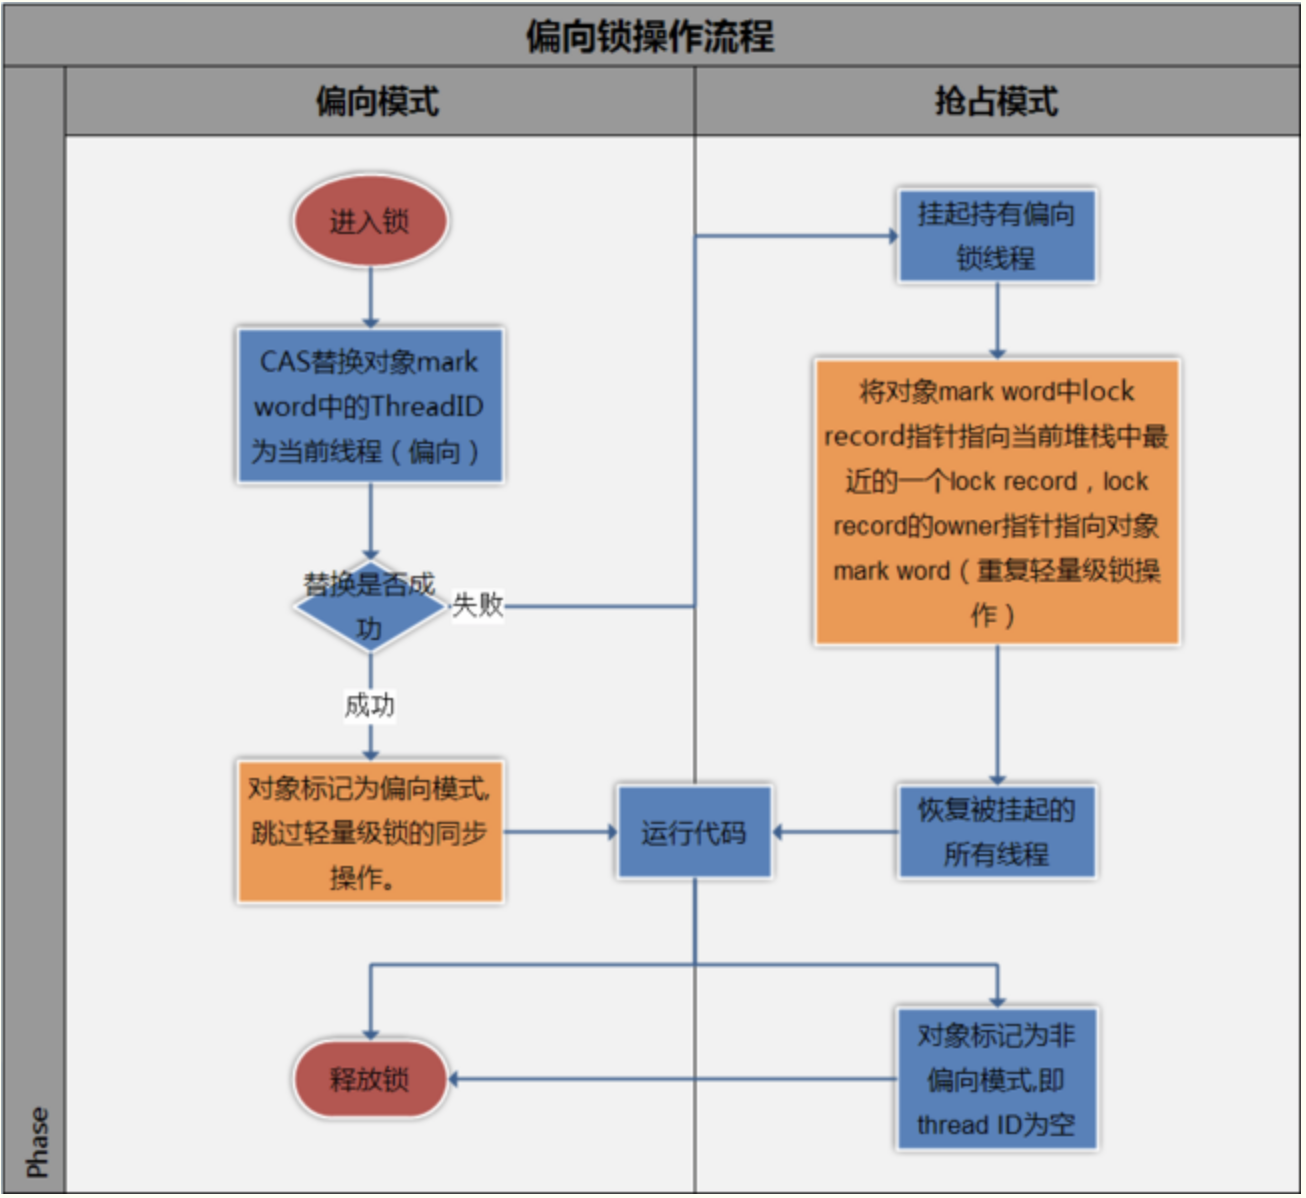 偏向锁操作流程
偏向模式
抢占模式
进入锁
CAS替换对象mark
word中的ThreadID
为当前线程（偏向）
替换是否成
功
失败
成功
对象标记为偏向模式,
跳过轻量级锁的同步
操作。
挂起持有偏向
锁线程
将对象mark word中lock
record指针指向当前堆栈中最
近的一个lock record，lock
record的owner指针指向对象
mark word（重复轻量级锁操
作）
恢复被挂起的
所有线程
运行代码
对象标记为非
偏向模式,即
thread ID为空
释放锁
Phase